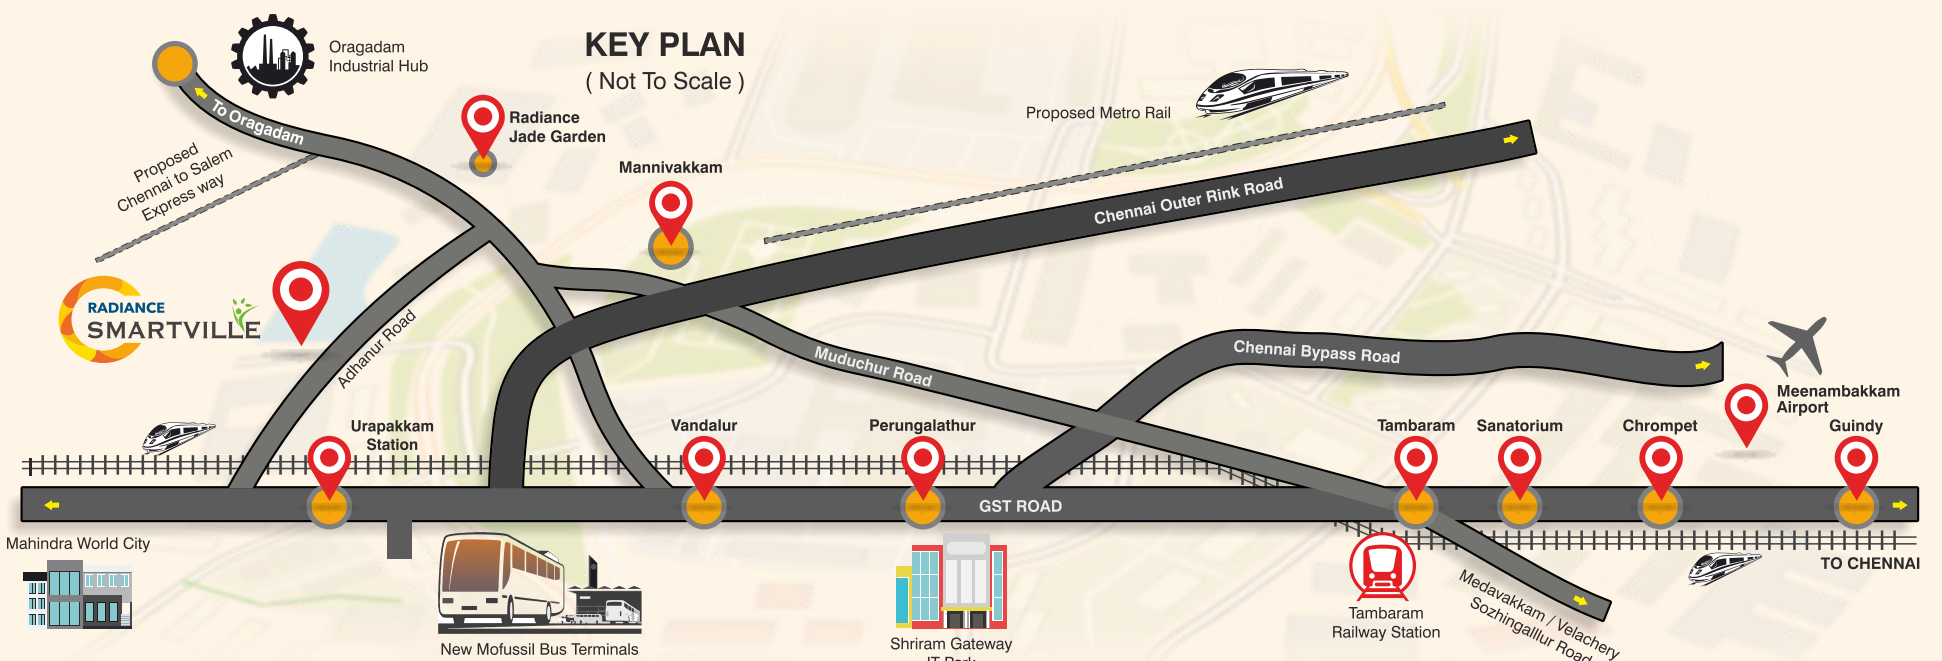 KEY PLAN
( Not To Scale )
Oragadam
Industrial Hub
To Oragadam
Radiance
Jade Garden
Proposed Metro Rail
Mannivakkam
Proposed
Chennai to Salem
Express way
Chennai Outer Rink Road
RADIANCE
SMARTVILLE
Adhanur Road
Muduchur Road
Chennai Bypass Road
Meenambakkam
Airport
Urapakkam
Station
Vandalur
Perungalathur
Tambaram
Sanatorium
Chrompet
Guindy
GST ROAD
Mahindra World City
TO CHENNAI
New Mofussil Bus Terminals
Shriram Gateway
IT Park
Tambaram
Railway Station
Medavakkam / Velachery
Sozhingalllur Road